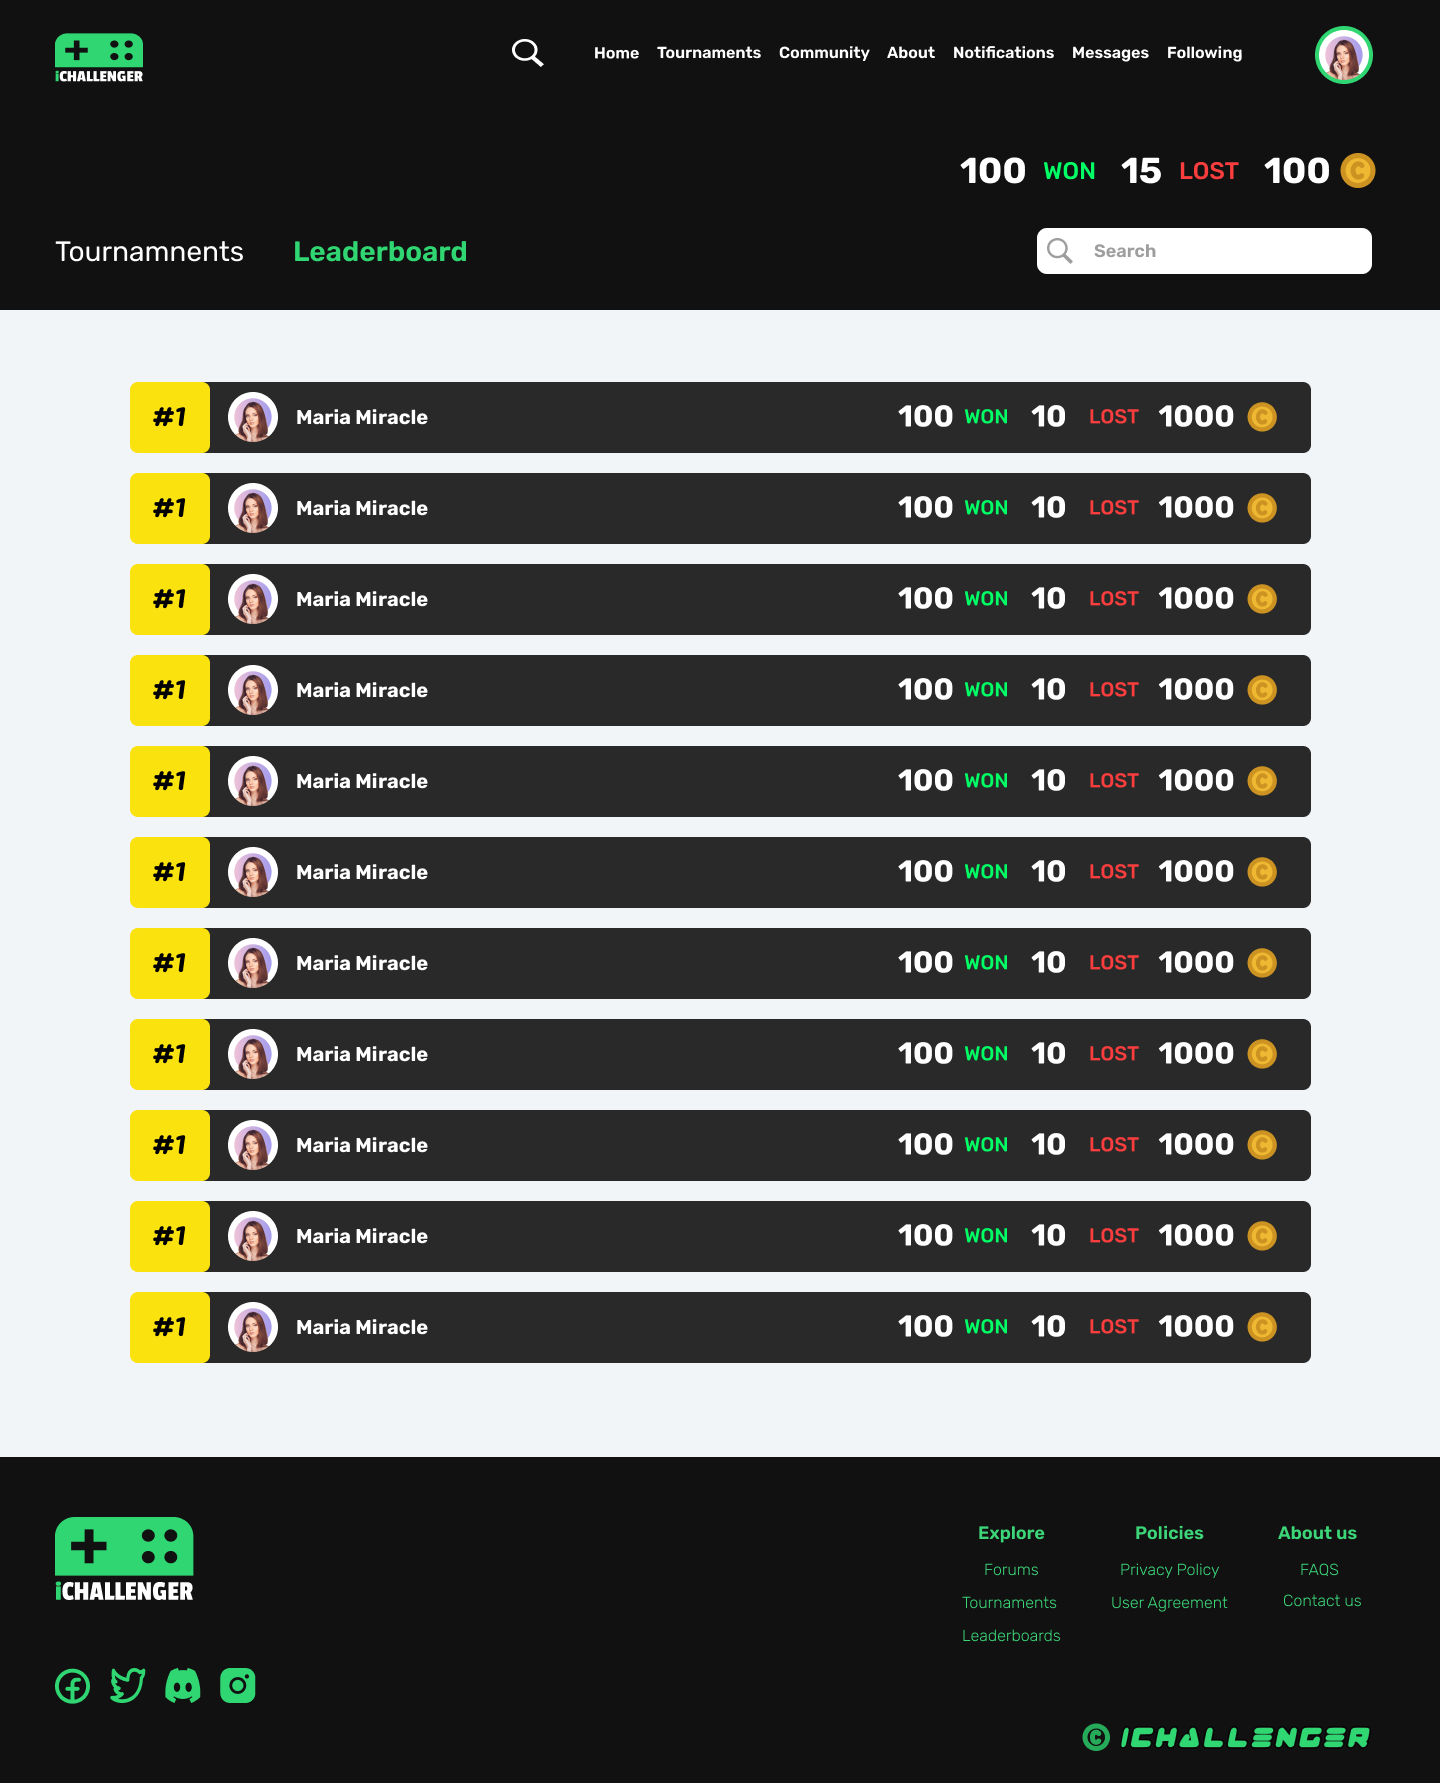 iCHALLENGER
Home Tournaments Community About Notifications Messages Following
100 WON 15 LOST 100 C
Tournamnents Leaderboard
Search
#1 Maria Miracle 100 WON 10 LOST 1000 C
#1 Maria Miracle 100 WON 10 LOST 1000 C
#1 Maria Miracle 100 WON 10 LOST 1000 C
#1 Maria Miracle 100 WON 10 LOST 1000 C
#1 Maria Miracle 100 WON 10 LOST 1000 C
#1 Maria Miracle 100 WON 10 LOST 1000 C
#1 Maria Miracle 100 WON 10 LOST 1000 C
#1 Maria Miracle 100 WON 10 LOST 1000 C
#1 Maria Miracle 100 WON 10 LOST 1000 C
#1 Maria Miracle 100 WON 10 LOST 1000 C
#1 Maria Miracle 100 WON 10 LOST 1000 C
iCHALLENGER
Explore
Forums
Tournaments
Leaderboards
Policies
Privacy Policy
User Agreement
About us
FAQS
Contact us
© ICHALLENGER